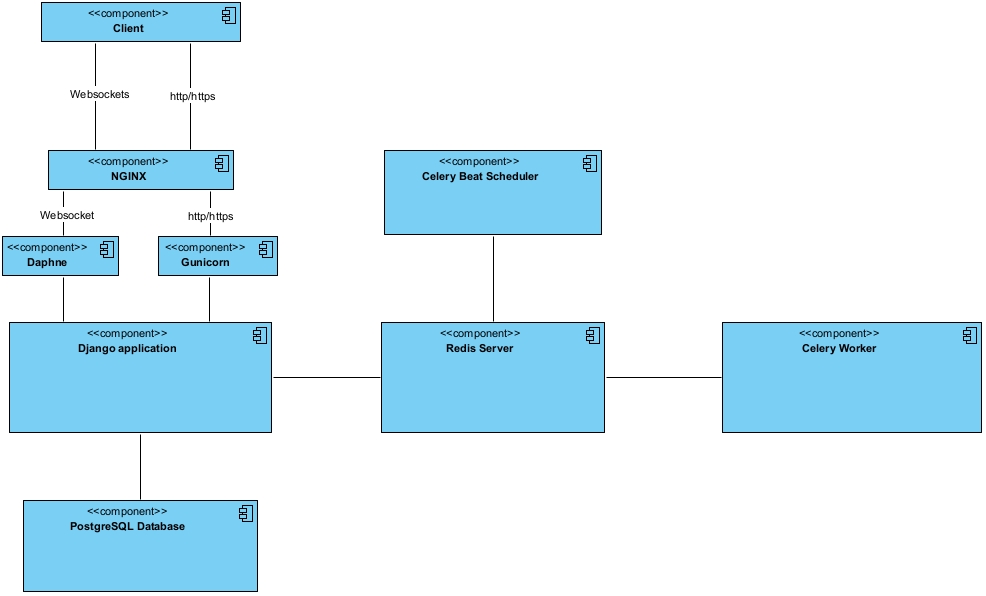 <<component>>
Client
Websockets
http/https
<<component>>
NGINX
<<component>>
Celery Beat Scheduler
Websocket
http/https
<<component>>
Daphne
<<component>>
Gunicorn
<<component>>
Django application
<<component>>
Redis Server
<<component>>
Celery Worker
<<component>>
PostgreSQL Database